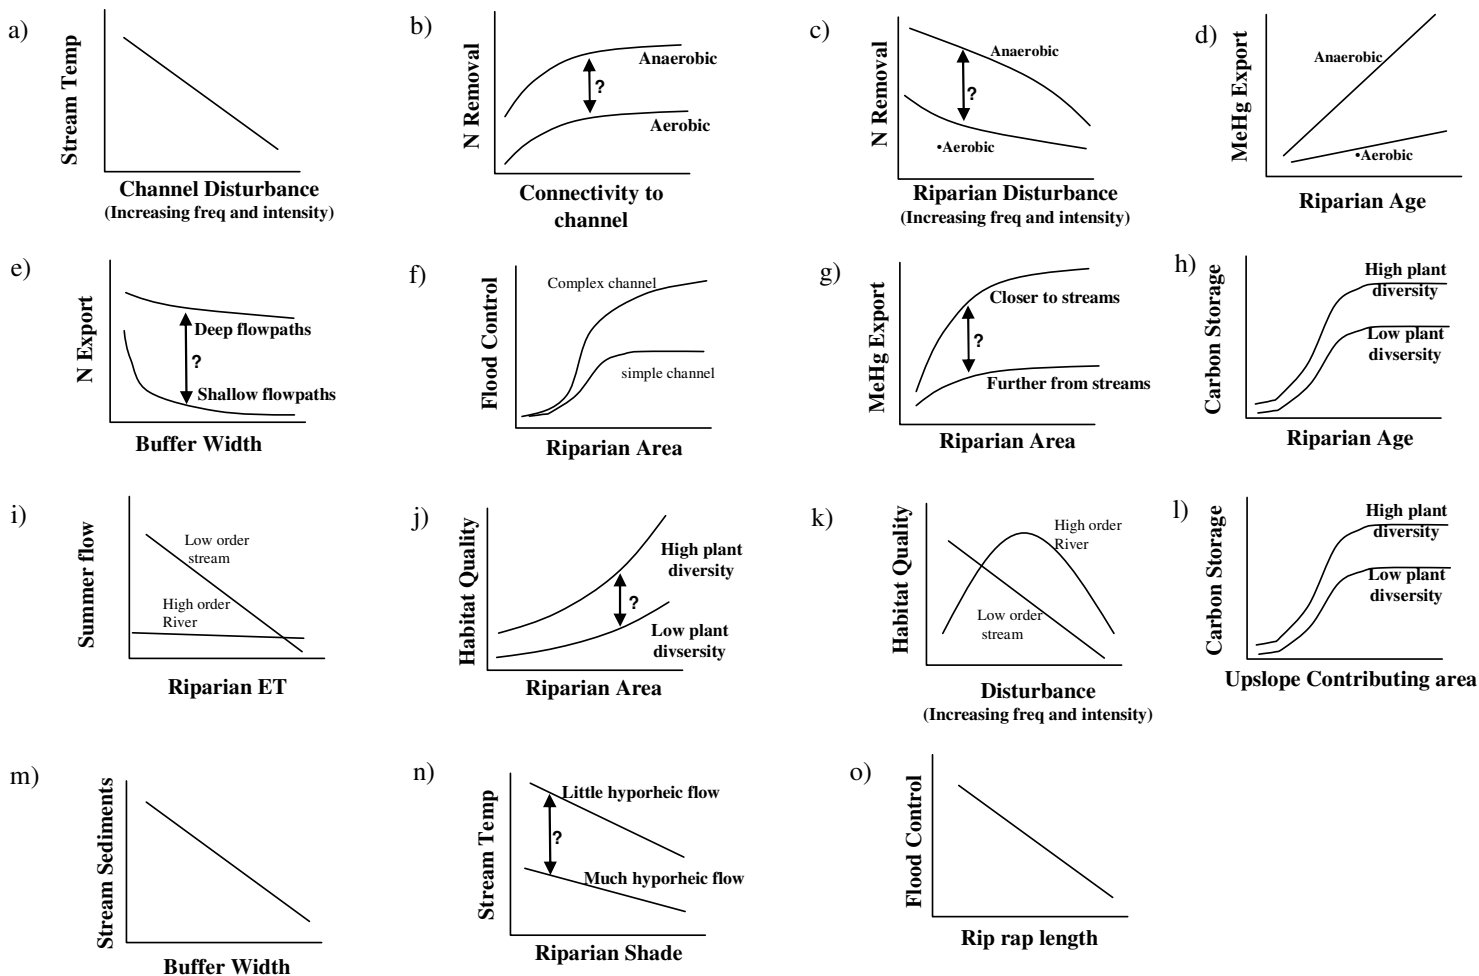 a)
Stream Temp
Channel Disturbance
(Increasing freq and intensity)
b)
N Removal
Anaerobic
?
Aerobic
Connectivity to
channel
c)
N Removal
Anaerobic
?
•Aerobic
Riparian Disturbance
(Increasing freq and intensity)
d)
MeHg Export
Anaerobic
•Aerobic
Riparian Age
e)
N Export
Deep flowpaths
?
Shallow flowpaths
Buffer Width
f)
Flood Control
Complex channel
simple channel
Riparian Area
g)
MeHg Export
Closer to streams
?
Further from streams
Riparian Area
h)
Carbon Storage
High plant
diversity
Low plant
divsersity
Riparian Age
i)
Summer flow
Low order
stream
High order
River
Riparian ET
j)
Habitat Quality
High plant
diversity
?
Low plant
divsersity
Riparian Area
k)
Habitat Quality
High order
River
Low order
stream
Disturbance
(Increasing freq and intensity)
l)
Carbon Storage
High plant
diversity
Low plant
divsersity
Upslope Contributing area
m)
Stream Sediments
Buffer Width
n)
Stream Temp
Little hyporheic flow
?
Much hyporheic flow
Riparian Shade
o)
Flood Control
Rip rap length